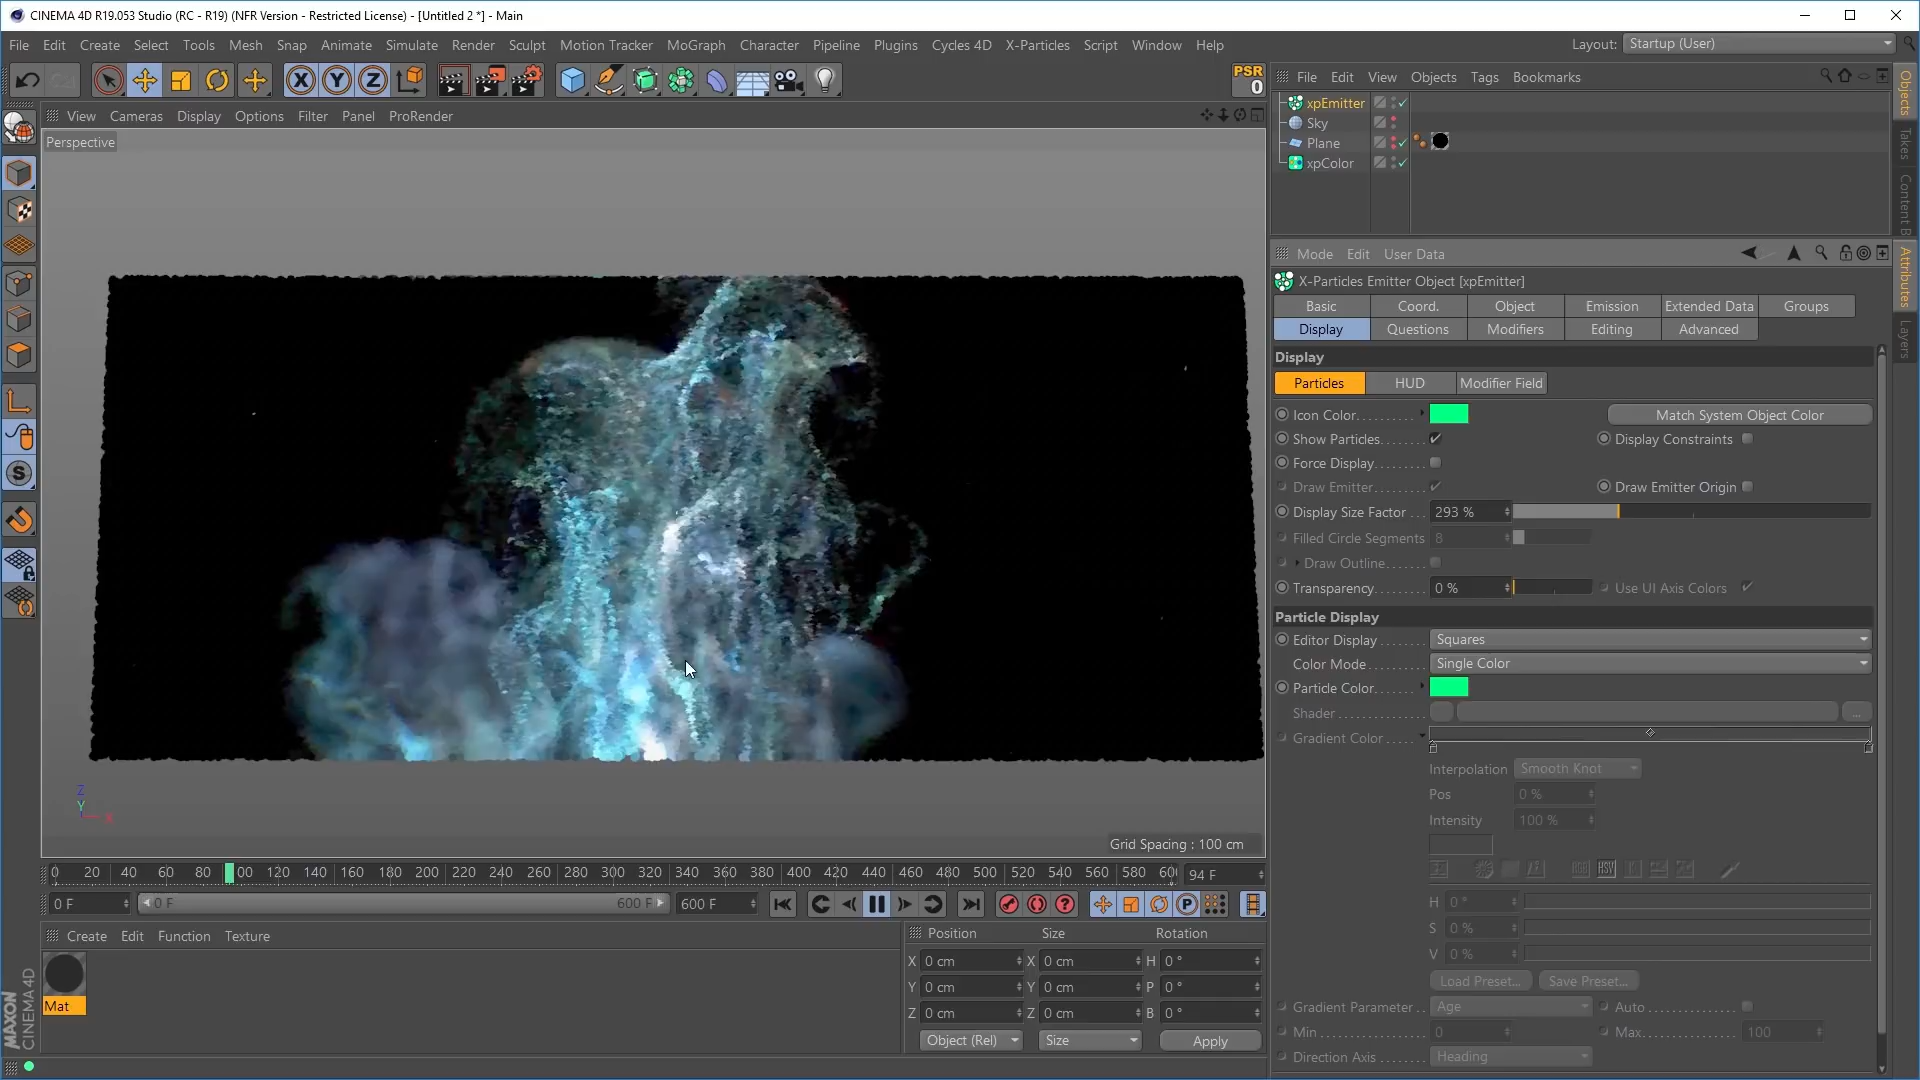 CINEMA 4D R19.053 Studio (RC - R19) (NFR Version - Restricted License) - [Untitled 2 *] - Main
File Edit Create Select Tools Mesh Snap Animate Simulate Render Sculpt Motion Tracker MoGraph Character Pipeline Plugins Cycles 4D X-Particles Script Window Help
Layout: Startup (User)
X Y Z
PSR
0
File Edit View Objects Tags Bookmarks
View Cameras Display Options Filter Panel ProRender
Perspective
xpEmitter
Sky
Plane
xpColor
Objects
Takes
Content B
Attributes
Layers
Mode Edit User Data
X-Particles Emitter Object [xpEmitter]
Basic Coord. Object Emission Extended Data Groups
Display Questions Modifiers Editing Advanced
Display
Particles HUD Modifier Field
Icon Color Match System Object Color
Show Particles Display Constraints
Force Display
Draw Emitter Draw Emitter Origin
Display Size Factor 293 %
Filled Circle Segments 8
Draw Outline
Transparency 0 % Use UI Axis Colors
Particle Display
Editor Display Squares
Color Mode Single Color
Particle Color
Shader ...
Gradient Color
Interpolation Smooth Knot
Pos 0 %
Intensity 100 %
RGB HSV K
H 0 °
S 0 %
V 0 %
Load Preset... Save Preset...
Gradient Parameter Age Auto
Min 0 Max 100
Direction Axis Heading
S
Z
Y
X
Grid Spacing : 100 cm
0 20 40 60 80 00 120 140 160 180 200 220 240 260 280 300 320 340 360 380 400 420 440 460 480 500 520 540 560 580 60 94 F
0 F 0 F 600 F 600 F
P
Create Edit Function Texture
Mat
Position Size Rotation
X 0 cm X 0 cm H 0 °
Y 0 cm Y 0 cm P 0 °
Z 0 cm Z 0 cm B 0 °
Object (Rel) Size Apply
MAXON
CINEMA 4D